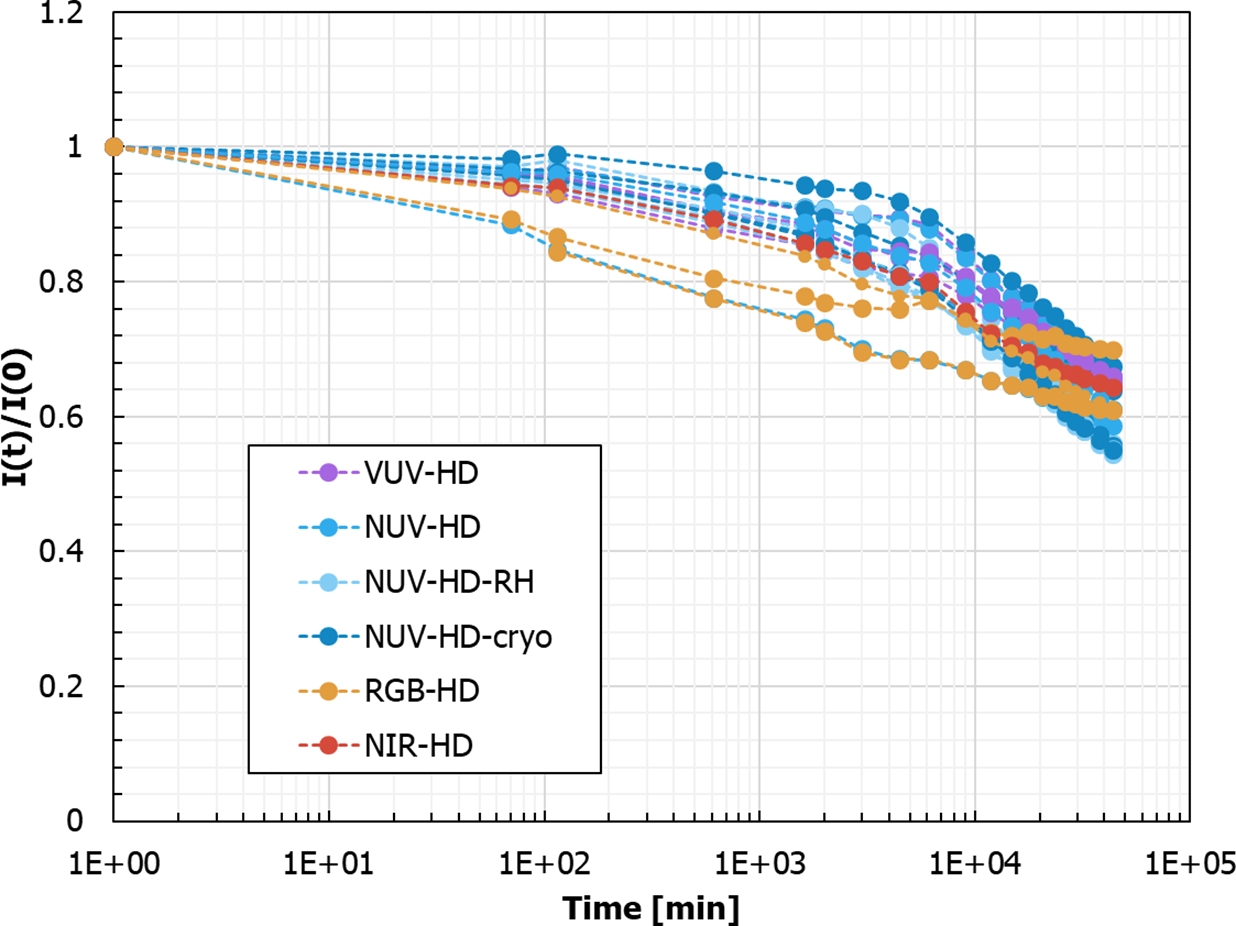 1.2
1
0.8
0.6
0.4
0.2
0
I(t)/I(0)
VUV-HD
NUV-HD
NUV-HD-RH
NUV-HD-cryo
RGB-HD
NIR-HD
1E+00 1E+01 1E+02 1E+03 1E+04 1E+05
Time [min]